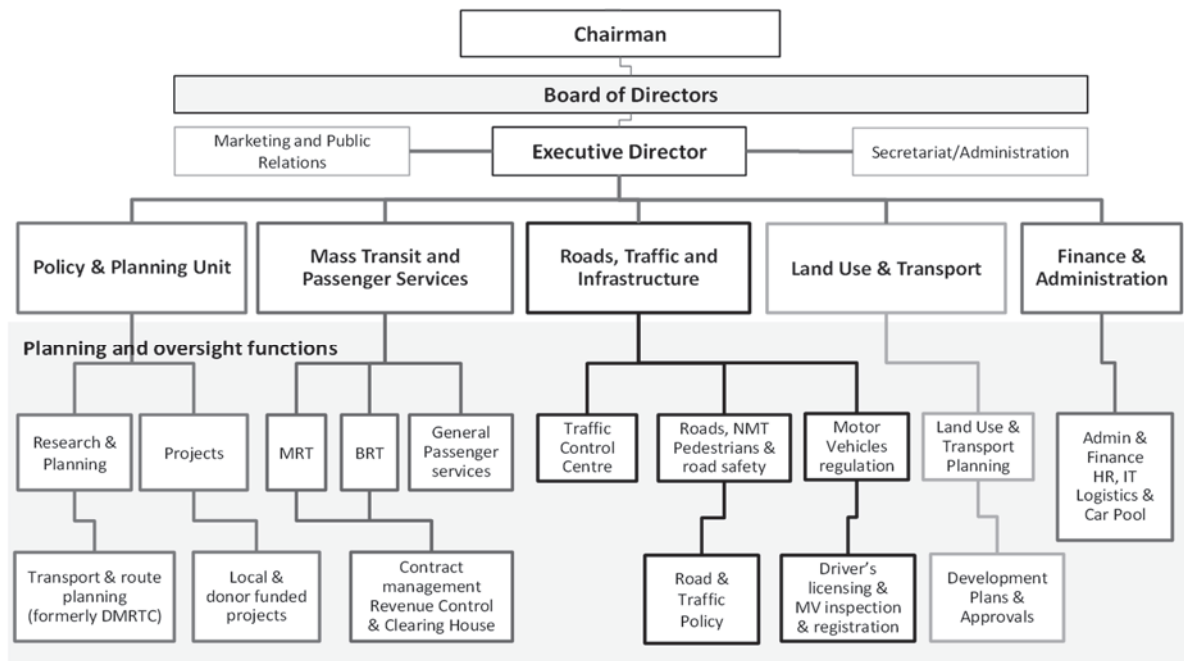 Chairman
Board of Directors
Marketing and Public
Relations
Executive Director
Secretariat/Administration
Policy & Planning Unit
Mass Transit and
Passenger Services
Roads, Traffic and
Infrastructure
Land Use & Transport
Finance &
Administration
Planning and oversight functions
Research &
Planning
Projects
MRT
BRT
General
Passenger
services
Traffic
Control
Centre
Roads, NMT
Pedestrians &
road safety
Motor
Vehicles
regulation
Land Use &
Transport
Planning
Admin &
Finance
HR, IT
Logistics &
Car Pool
Transport & route
planning
(formerly DMRTC)
Local &
donor funded
projects
Contract
management
Revenue Control
& Clearing House
Road &
Traffic
Policy
Driver's
licensing &
MV inspection
& registration
Development
Plans &
Approvals